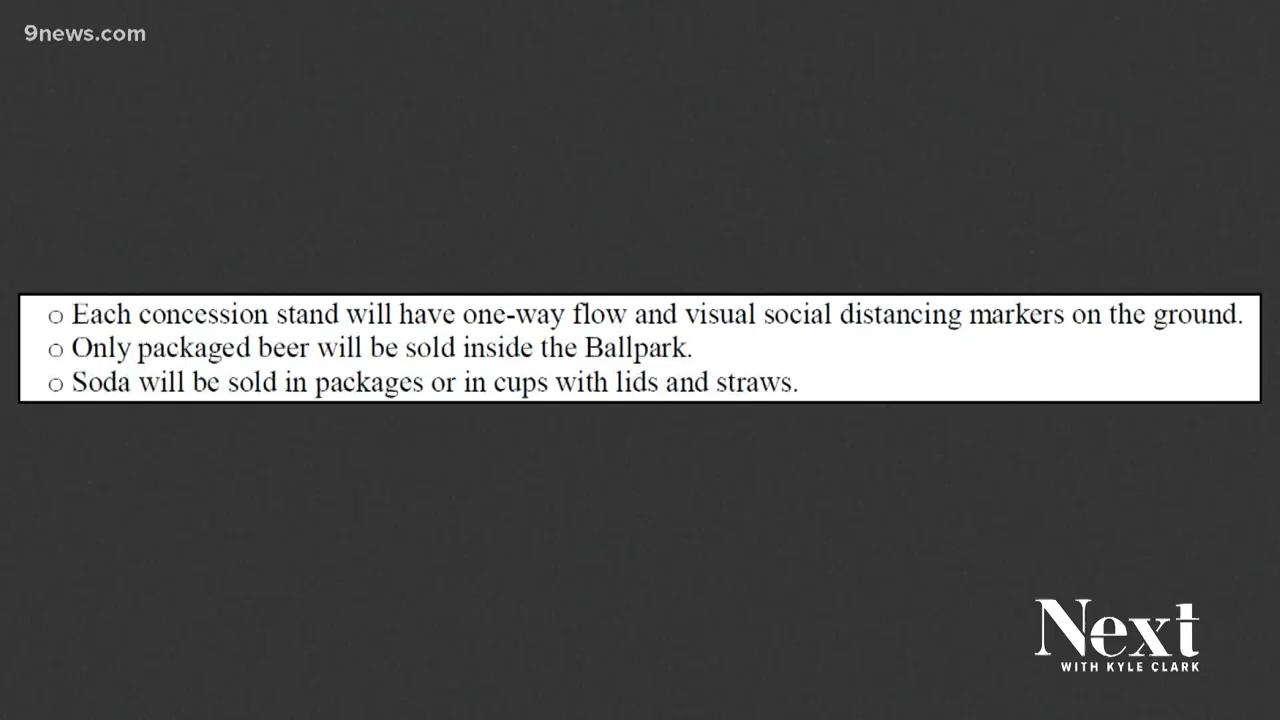 9news.com
○ Each concession stand will have one-way flow and visual social distancing markers on the ground.
○ Only packaged beer will be sold inside the Ballpark.
○ Soda will be sold in packages or in cups with lids and straws.
Next
WITH KYLE CLARK